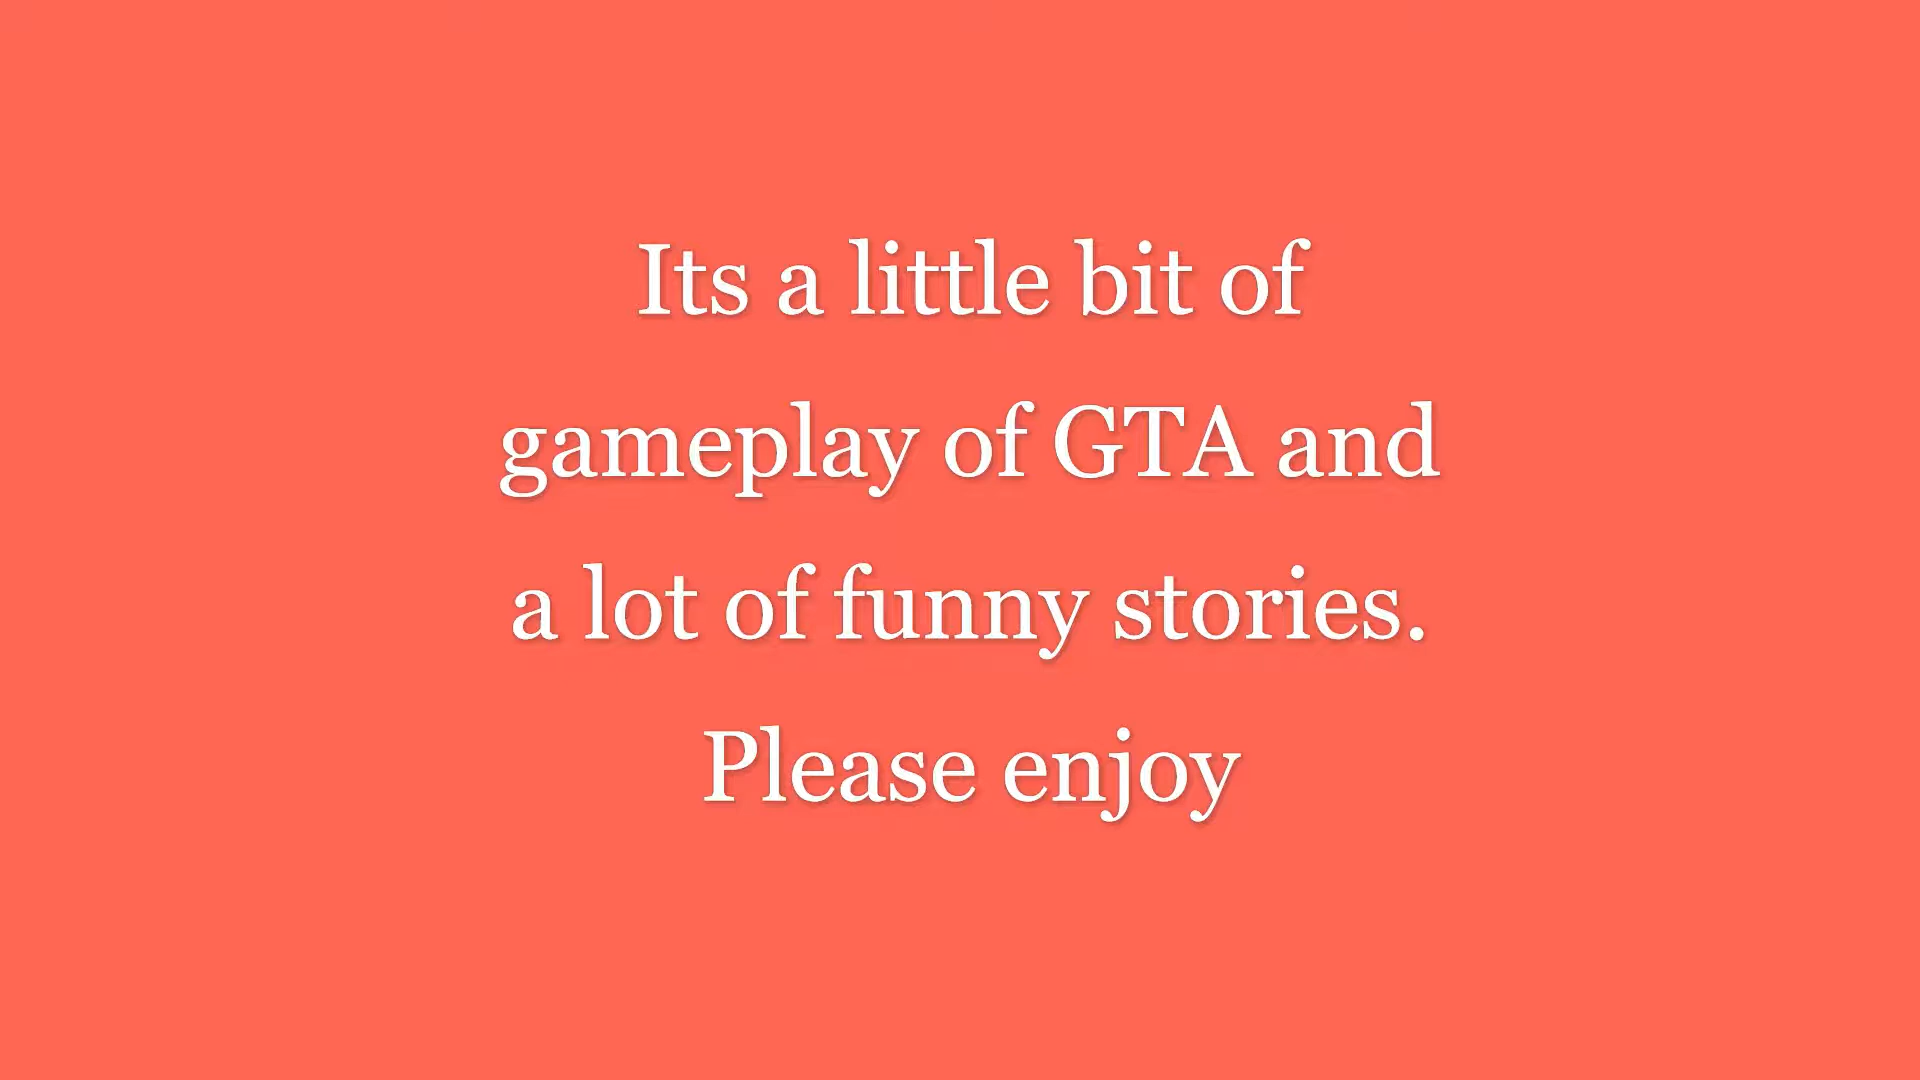 Its a little bit of
gameplay of GTA and
a lot of funny stories.
Please enjoy